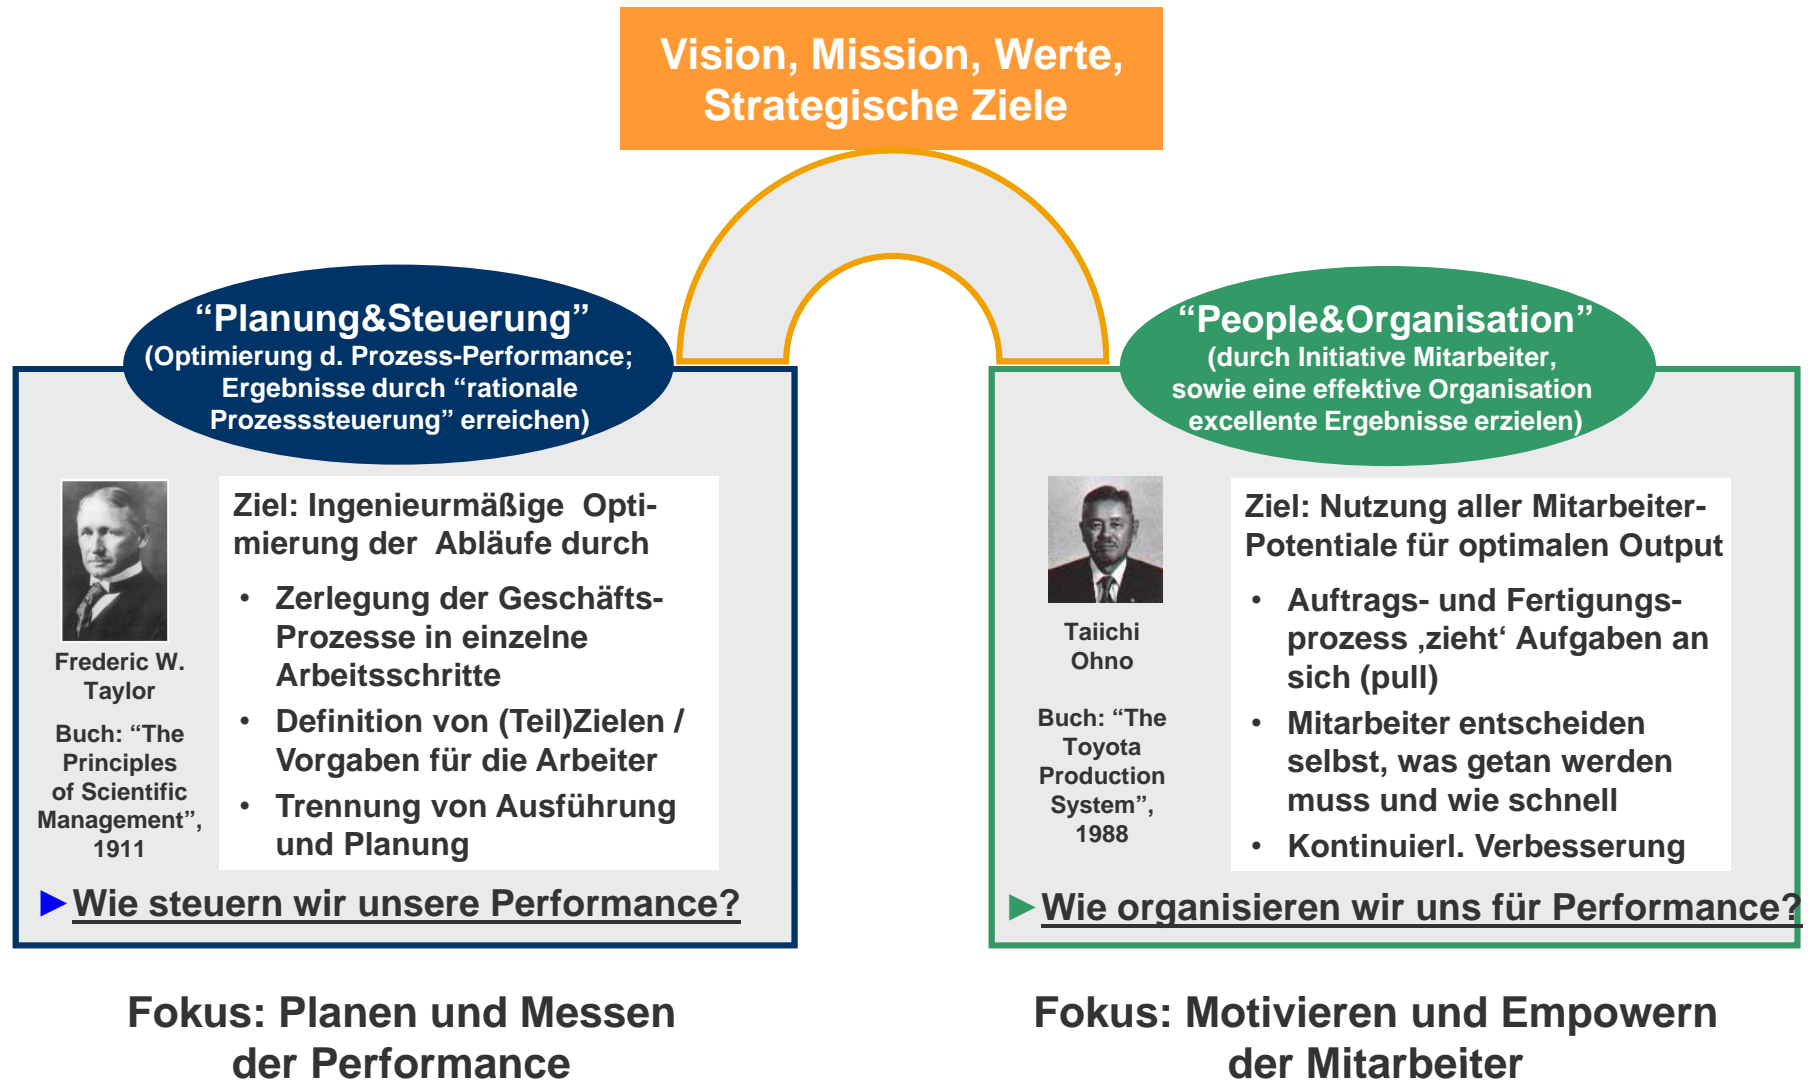 Vision, Mission, Werte,
Strategische Ziele
“Planung&Steuerung”
(Optimierung d. Prozess-Performance;
Ergebnisse durch “rationale
Prozesssteuerung” erreichen)
Frederic W.
Taylor
Buch: “The
Principles
of Scientific
Management”,
1911
Ziel: Ingenieurmäßige Opti-
mierung der Abläufe durch
• Zerlegung der Geschäfts-
Prozesse in einzelne
Arbeitsschritte
• Definition von (Teil)Zielen /
Vorgaben für die Arbeiter
• Trennung von Ausführung
und Planung
►Wie steuern wir unsere Performance?
Fokus: Planen und Messen
der Performance
“People&Organisation”
(durch Initiative Mitarbeiter,
sowie eine effektive Organisation
excellente Ergebnisse erzielen)
Taiichi
Ohno
Buch: “The
Toyota
Production
System”,
1988
Ziel: Nutzung aller Mitarbeiter-
Potentiale für optimalen Output
• Auftrags- und Fertigungs-
prozess ‚zieht‘ Aufgaben an
sich (pull)
• Mitarbeiter entscheiden
selbst, was getan werden
muss und wie schnell
• Kontinuierl. Verbesserung
►Wie organisieren wir uns für Performance?
Fokus: Motivieren und Empowern
der Mitarbeiter